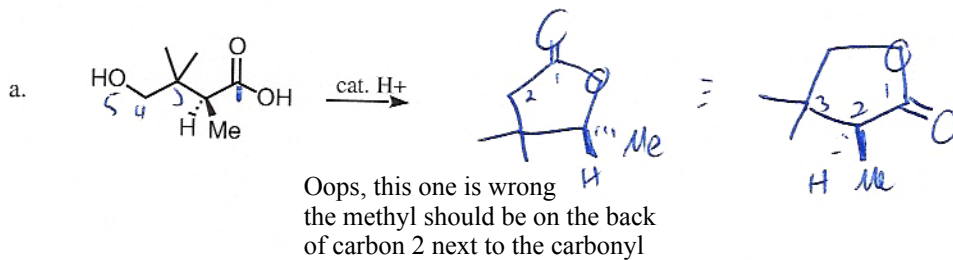 a.
HO
5
4
3
O
OH
H
Me
cat. H+
O
1
2
O
Me
H
=
O
1
2
3
O
H Me
Oops, this one is wrong
the methyl should be on the back
of carbon 2 next to the carbonyl